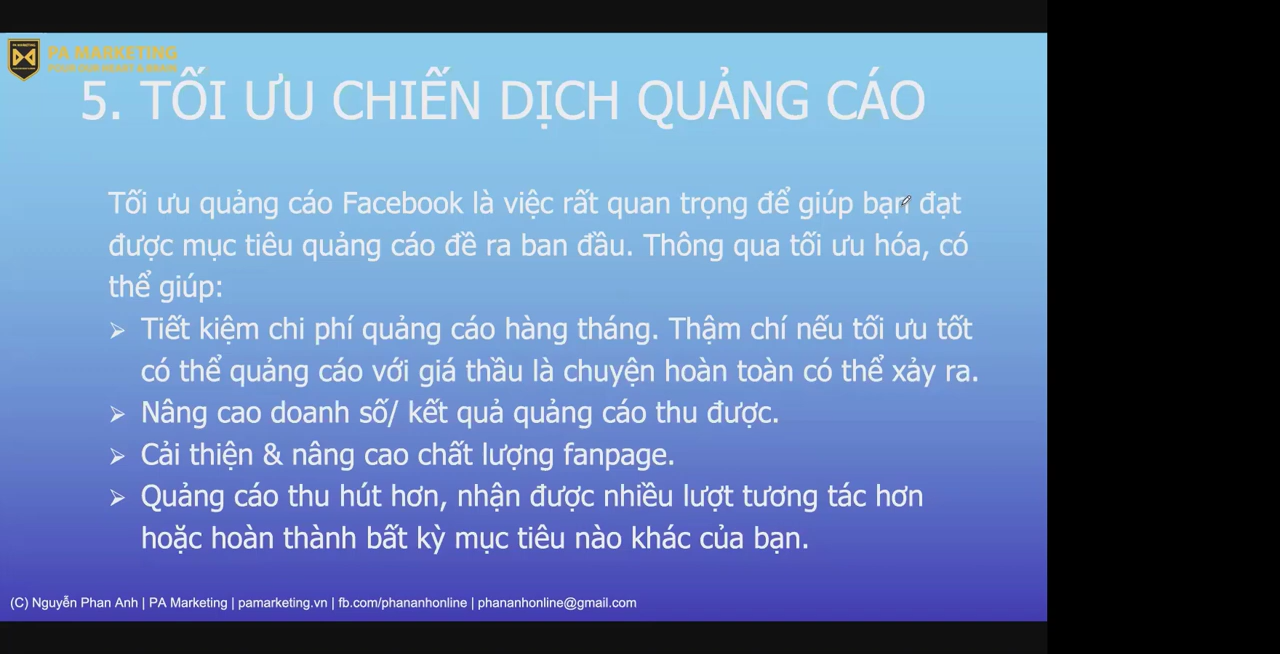 PA MARKETING
5. TỐI ƯU CHIẾN DỊCH QUẢNG CÁO
Tối ưu quảng cáo Facebook là việc rất quan trọng để giúp bạn đạt
được mục tiêu quảng cáo đề ra ban đầu. Thông qua tối ưu hóa, có
thể giúp:
➢ Tiết kiệm chi phí quảng cáo hàng tháng. Thậm chí nếu tối ưu tốt
có thể quảng cáo với giá thầu là chuyện hoàn toàn có thể xảy ra.
➢ Nâng cao doanh số/ kết quả quảng cáo thu được.
➢ Cải thiện & nâng cao chất lượng fanpage.
➢ Quảng cáo thu hút hơn, nhận được nhiều lượt tương tác hơn
hoặc hoàn thành bất kỳ mục tiêu nào khác của bạn.
(C) Nguyễn Phan Anh | PA Marketing | pamarketing.vn | fb.com/phananhonline | phananhonline@gmail.com